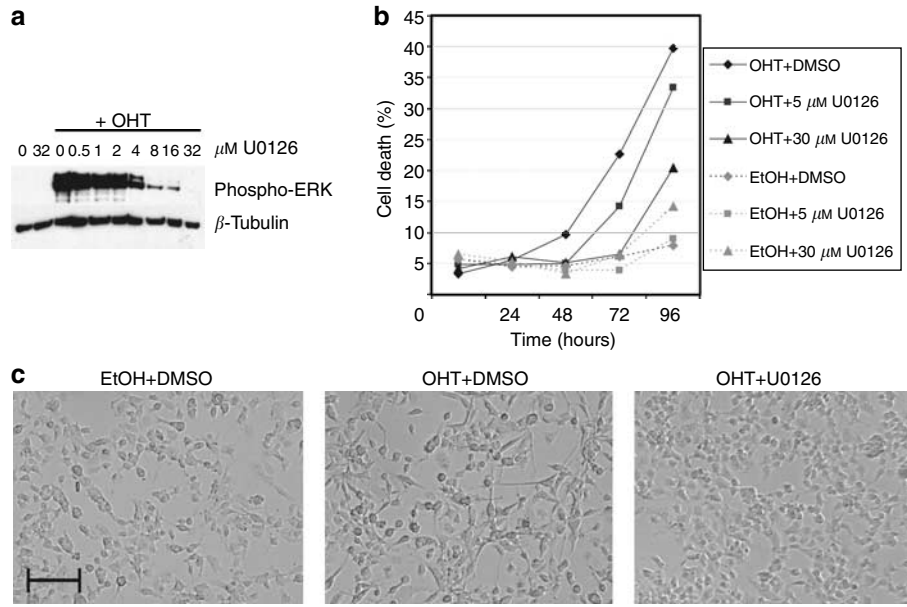 a
+ OHT
0 32 0 0.5 1 2 4 8 16 32 μM U0126
Phospho-ERK
β-Tubulin
b
45
40
35
30
25
20
15
10
5
0
24 48 72 96
Cell death (%)
Time (hours)
OHT+DMSO
OHT+5 μM U0126
OHT+30 μM U0126
EtOH+DMSO
EtOH+5 μM U0126
EtOH+30 μM U0126
c
EtOH+DMSO
OHT+DMSO
OHT+U0126